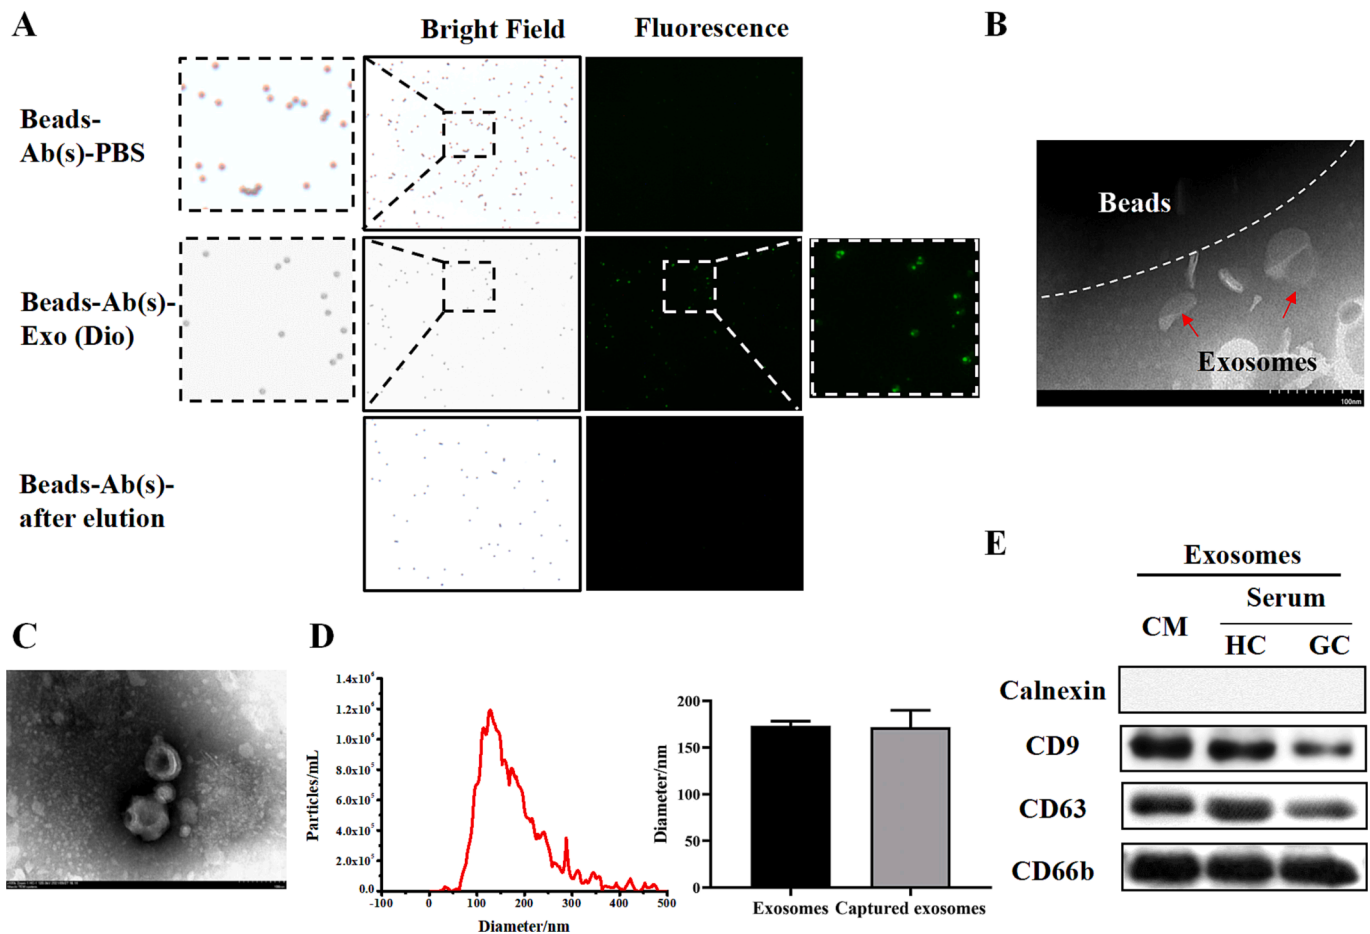 A
Bright Field
Fluorescence
Beads-
Ab(s)-PBS
Beads-Ab(s)-
Exo (Dio)
Beads-Ab(s)-
after elution
B
Beads
Exosomes
100nm
C
D
1.4x10⁶
1.2x10⁶
1.0x10⁶
8.0x10⁵
6.0x10⁵
4.0x10⁵
2.0x10⁵
0.0
Particles/mL
-100
0
100
200
300
400
500
Diameter/nm
200
150
100
50
0
Diameter/nm
Exosomes
Captured exosomes
E
Exosomes
Serum
CM
HC
GC
Calnexin
CD9
CD63
CD66b